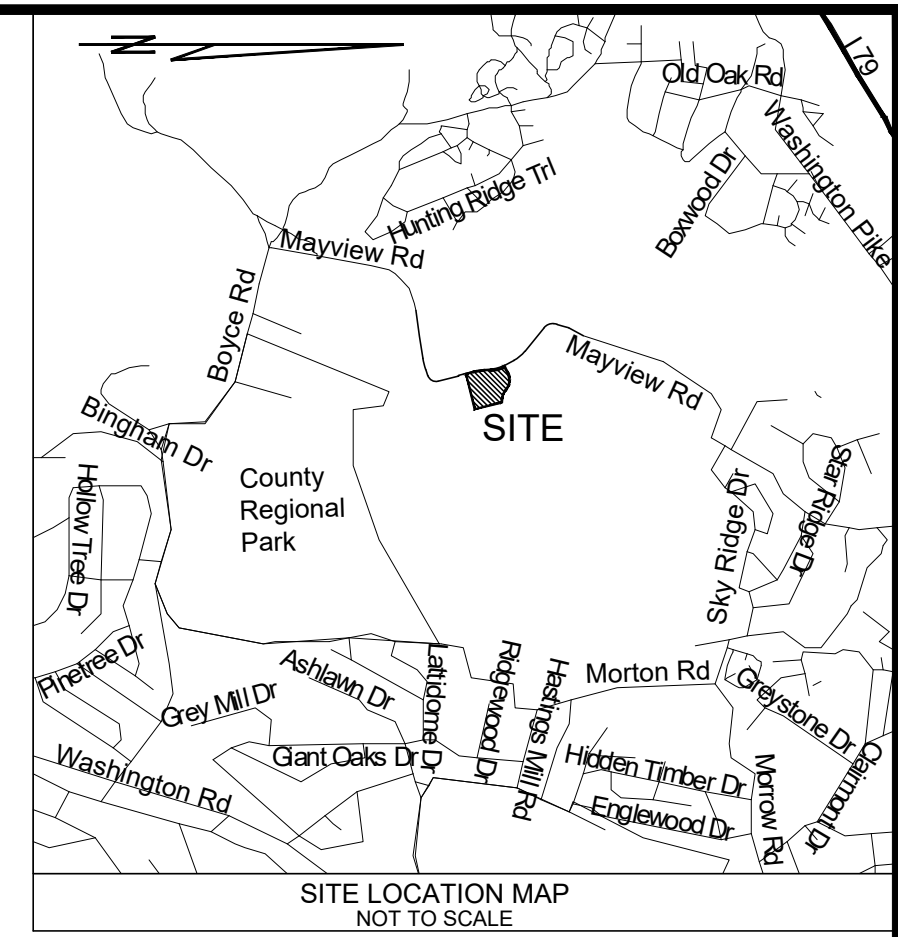 I 79
Old Oak Rd
Washington Pike
Boxwood Dr
Hunting Ridge Trl
Mayview Rd
Boyce Rd
Mayview Rd
SITE
Bingham Dr
County
Regional
Park
Hollow Tree Dr
Star Ridge Dr
Sky Ridge Dr
Pinetree Dr
Ashlawn Dr
Lattidome Dr
Ridgewood Dr
Hastings Mill Rd
Morton Rd
Grey Mill Dr
Greystone Dr
Giant Oaks Dr
Washington Rd
Hidden Timber Dr
Englewood Dr
Morrow Rd
Clairmont Dr
SITE LOCATION MAP
NOT TO SCALE
N